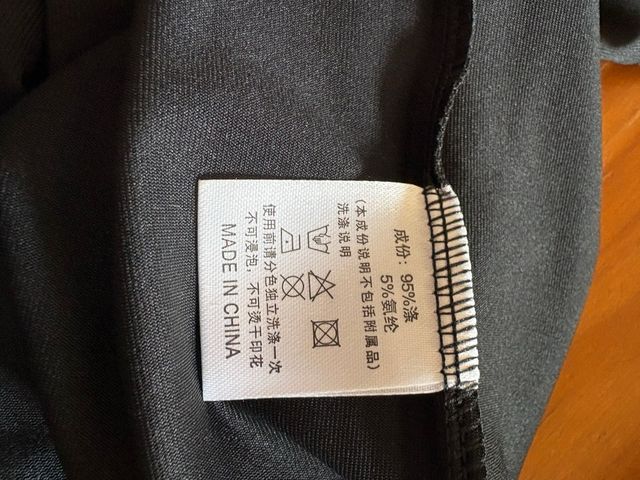 成份: 95%涤
5%氨纶
(本成份说明不包括附属品)
洗涤说明
使用前请分色独立洗涤一次
不可浸泡，不可烫干印花
MADE IN CHINA